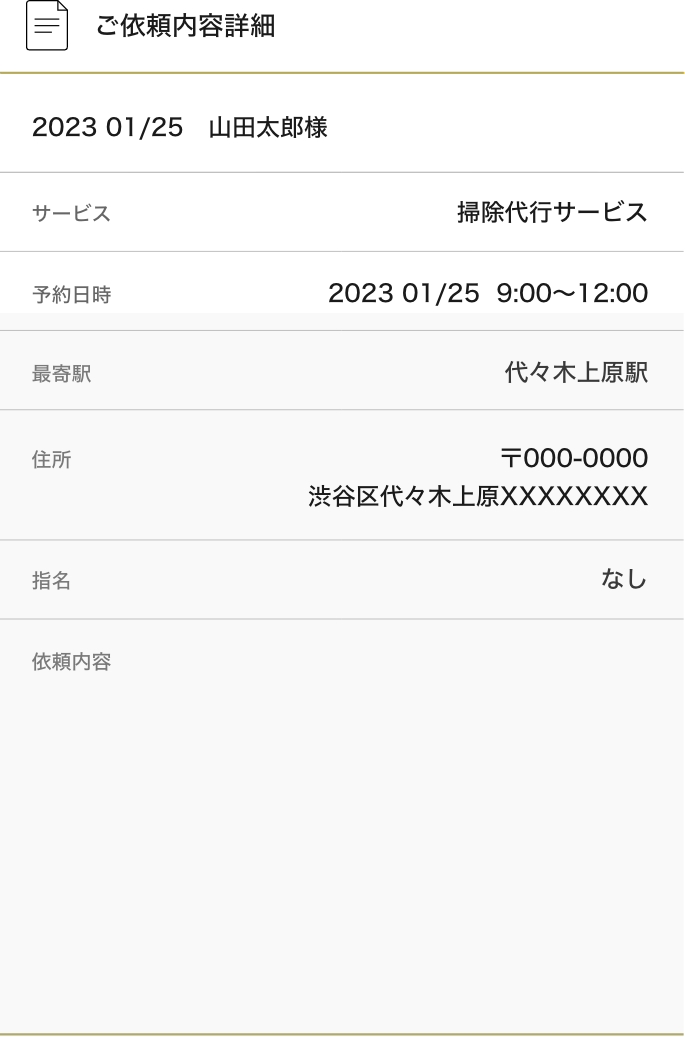 ご依頼内容詳細
2023 01/25　山田太郎様
サービス 掃除代行サービス
予約日時 2023 01/25 9:00〜12:00
最寄駅 代々木上原駅
住所 〒000-0000
渋谷区代々木上原XXXXXXXX
指名 なし
依頼内容